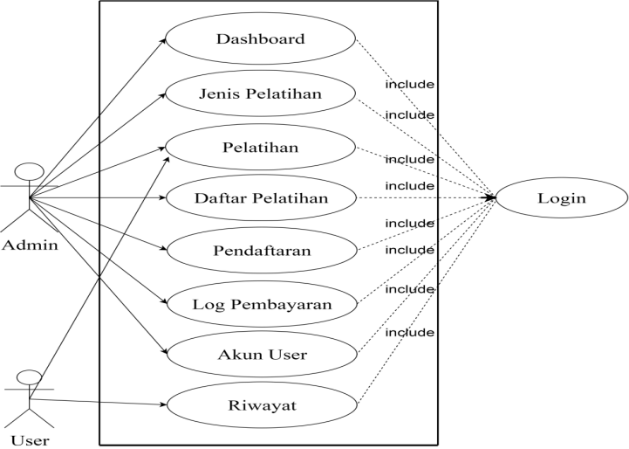 Dashboard
Jenis Pelatihan
Pelatihan
Daftar Pelatihan
Pendaftaran
Log Pembayaran
Akun User
Riwayat
Admin
User
include
include
include
include
include
include
include
include
Login